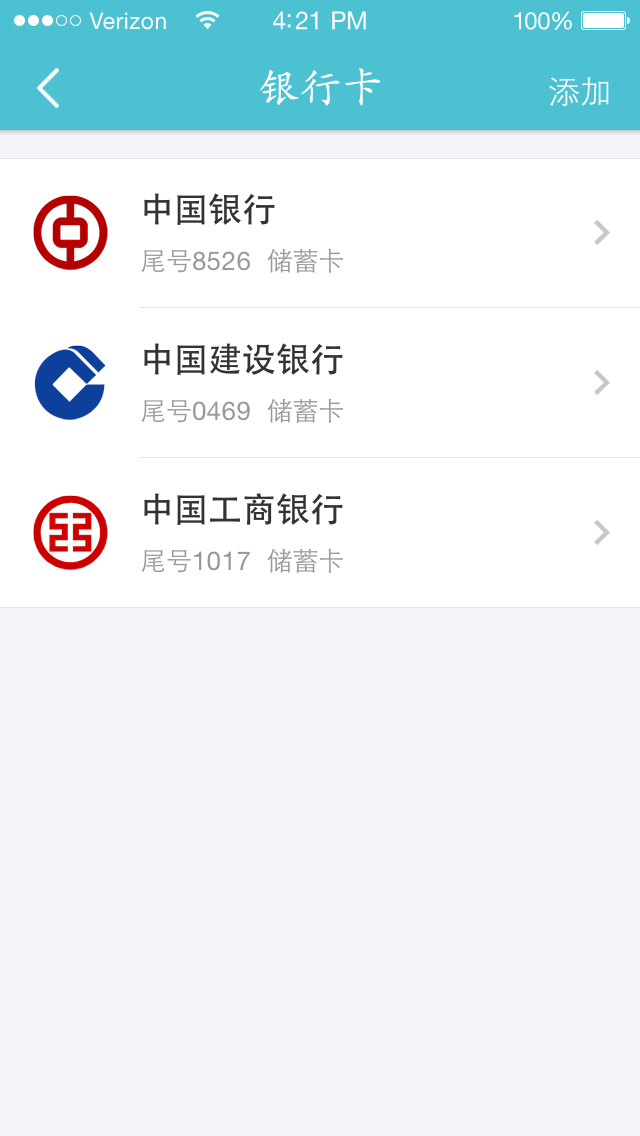 Verizon 4:21 PM 100%
银行卡 添加
中国银行
尾号8526 储蓄卡
中国建设银行
尾号0469 储蓄卡
中国工商银行
尾号1017 储蓄卡